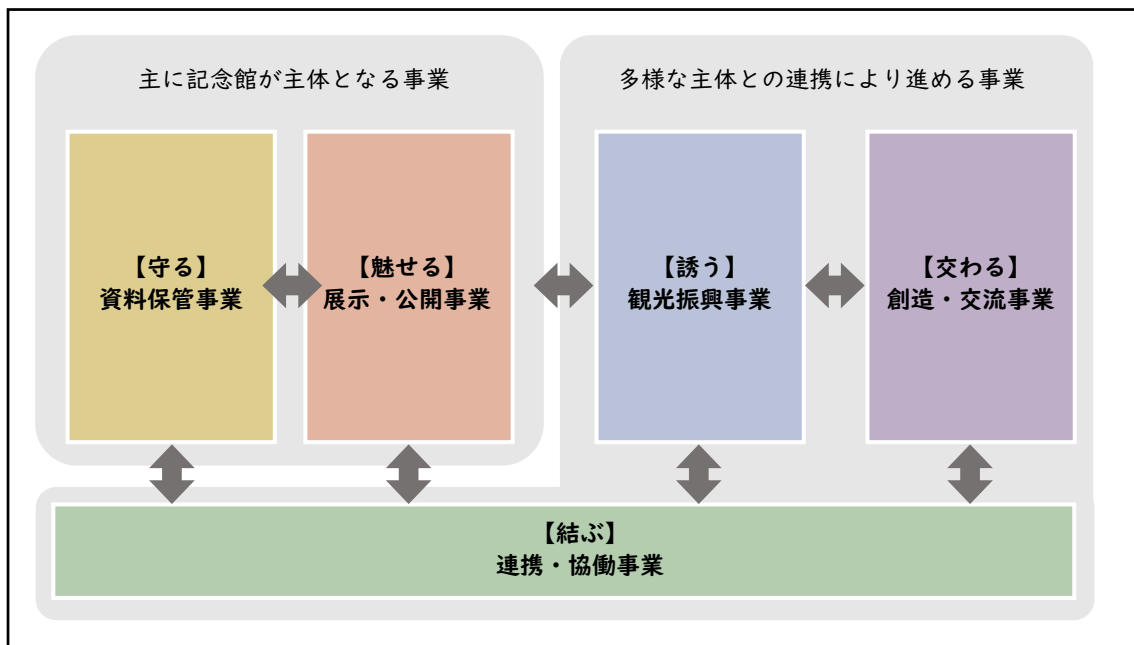 主に記念館が主体となる事業
多様な主体との連携により進める事業
【守る】
資料保管事業
【魅せる】
展示・公開事業
【誘う】
観光振興事業
【交わる】
創造・交流事業
【結ぶ】
連携・協働事業